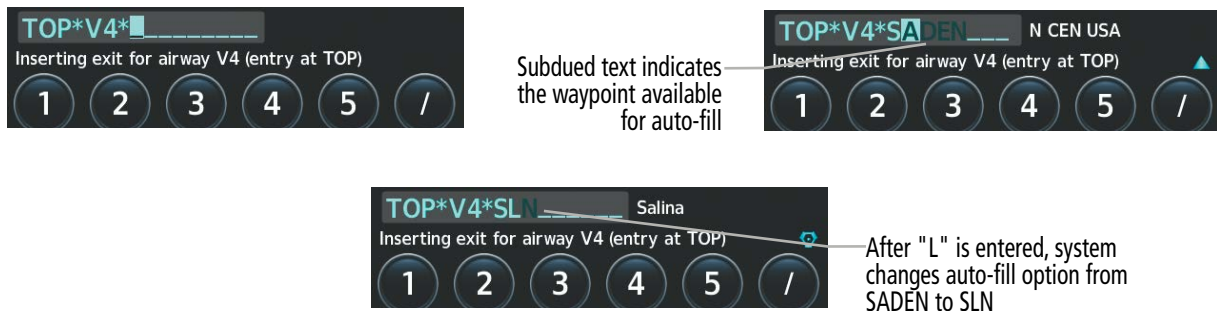 TOP*V4*_________
Inserting exit for airway V4 (entry at TOP)
1 2 3 4 5 /
Subdued text indicates
the waypoint available
for auto-fill
TOP*V4*SADEN___ N CEN USA
Inserting exit for airway V4 (entry at TOP)
1 2 3 4 5 /
TOP*V4*SLN______ Salina
Inserting exit for airway V4 (entry at TOP)
1 2 3 4 5 /
After "L" is entered, system
changes auto-fill option from
SADEN to SLN